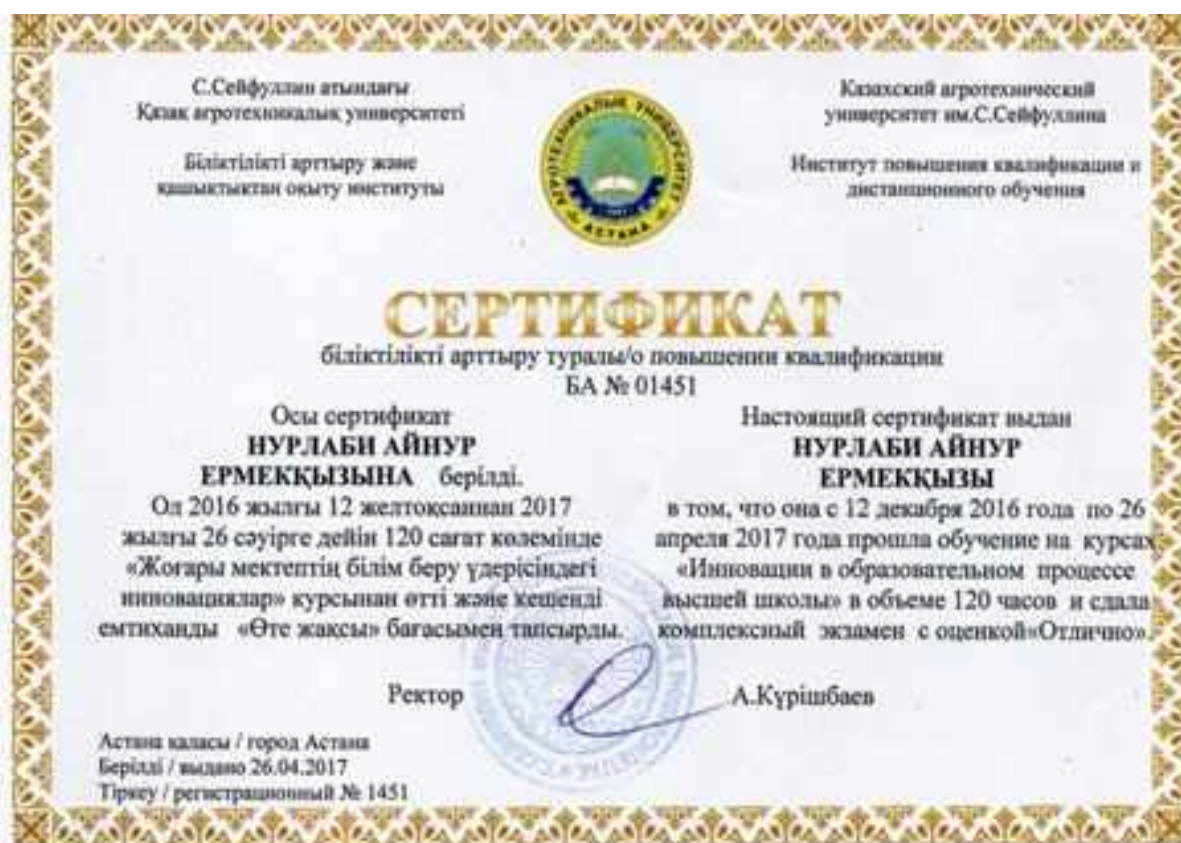 С.Сейфуллин атындағы
Қазақ агротехникалық университеті
Біліктілікті арттыру және
қашықтықтан оқыту институты
АГРОТЕХНИКАЛЫҚ УНИВЕРСИТЕТ
АСТАНА
Казахский агротехнический
университет им.С.Сейфуллина
Институт повышения квалификации и
дистанционного обучения
СЕРТИФИКАТ
біліктілікті арттыру туралы/о повышении квалификации
БА № 01451
Осы сертификат
НУРЛАБИ АЙНУР
ЕРМЕКҚЫЗЫНА берілді.
Ол 2016 жылғы 12 желтоқсаннан 2017
жылғы 26 сәуірге дейін 120 сағат көлемінде
«Жоғары мектептің білім беру үдерісіндегі
инновациялар» курсынан өтті және кешенді
емтиханды «Өте жақсы» бағасымен тапсырды.
Настоящий сертификат выдан
НУРЛАБИ АЙНУР
ЕРМЕКҚЫЗЫ
в том, что она с 12 декабря 2016 года по 26
апреля 2017 года прошла обучение на курсах
«Инновации в образовательном процессе
высшей школы» в объеме 120 часов и сдала
комплексный экзамен с оценкой«Отлично».
Ректор А.Күрішбаев
Астана қаласы / город Астана
Берілді / выдано 26.04.2017
Тіркеу / регистрационный № 1451